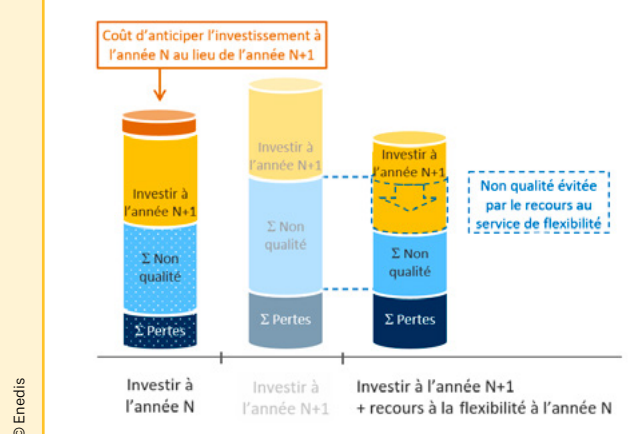 Coût d'anticiper l'investissement à
l'année N au lieu de l'année N+1
Investir à
l'année N+1
Σ Non
qualité
Σ Pertes
Investir à
l'année N+1
Σ Non
qualité
Σ Pertes
Investir à
l'année N+1
Σ Non
qualité
Σ Pertes
Non qualité évitée
par le recours au
service de flexibilité
Investir à
l'année N
Investir à
l'année N+1
Investir à l'année N+1
+ recours à la flexibilité à l'année N
© Enedis